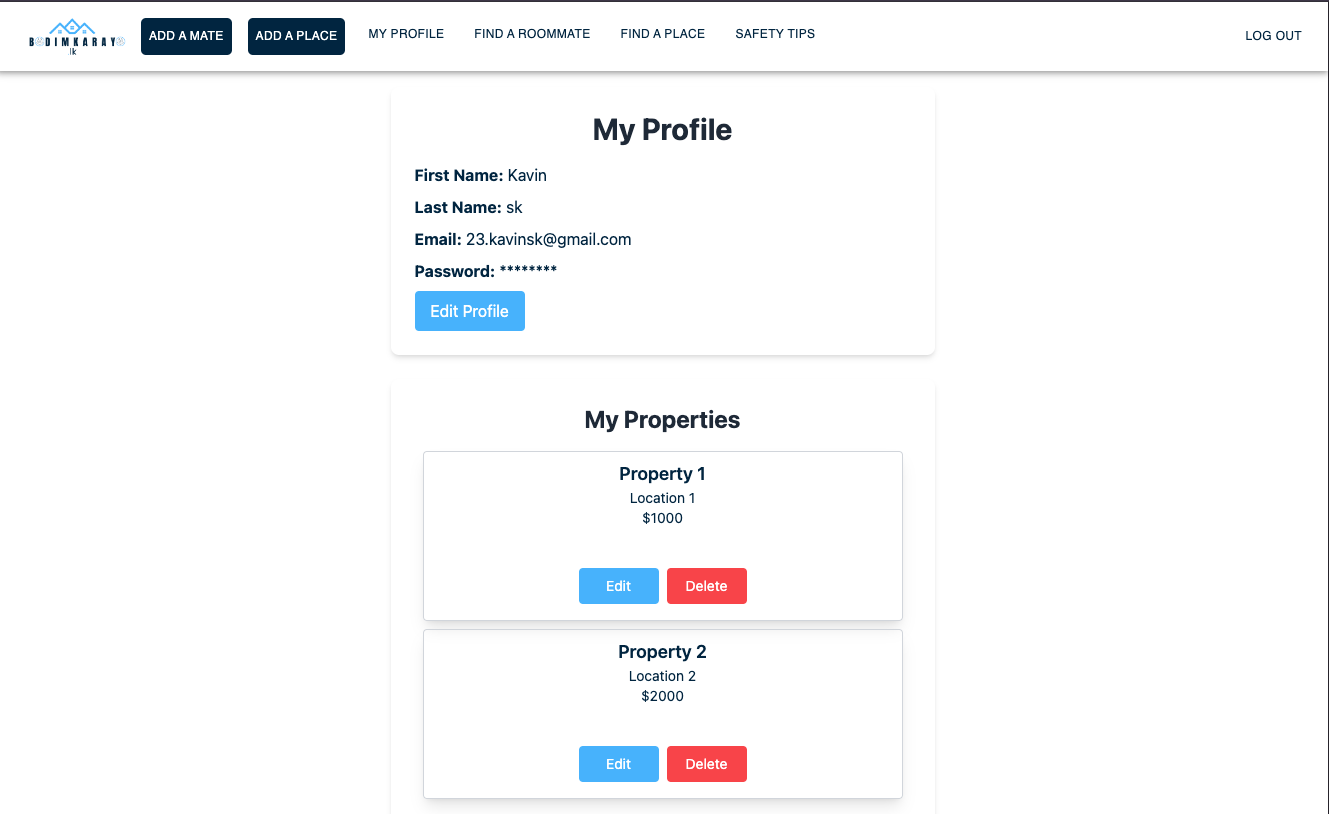 BODIMKARAYO
.lk
ADD A MATE
ADD A PLACE
MY PROFILE
FIND A ROOMMATE
FIND A PLACE
SAFETY TIPS
LOG OUT
My Profile
First Name: Kavin
Last Name: sk
Email: 23.kavinsk@gmail.com
Password: ********
Edit Profile
My Properties
Property 1
Location 1
$1000
Edit
Delete
Property 2
Location 2
$2000
Edit
Delete